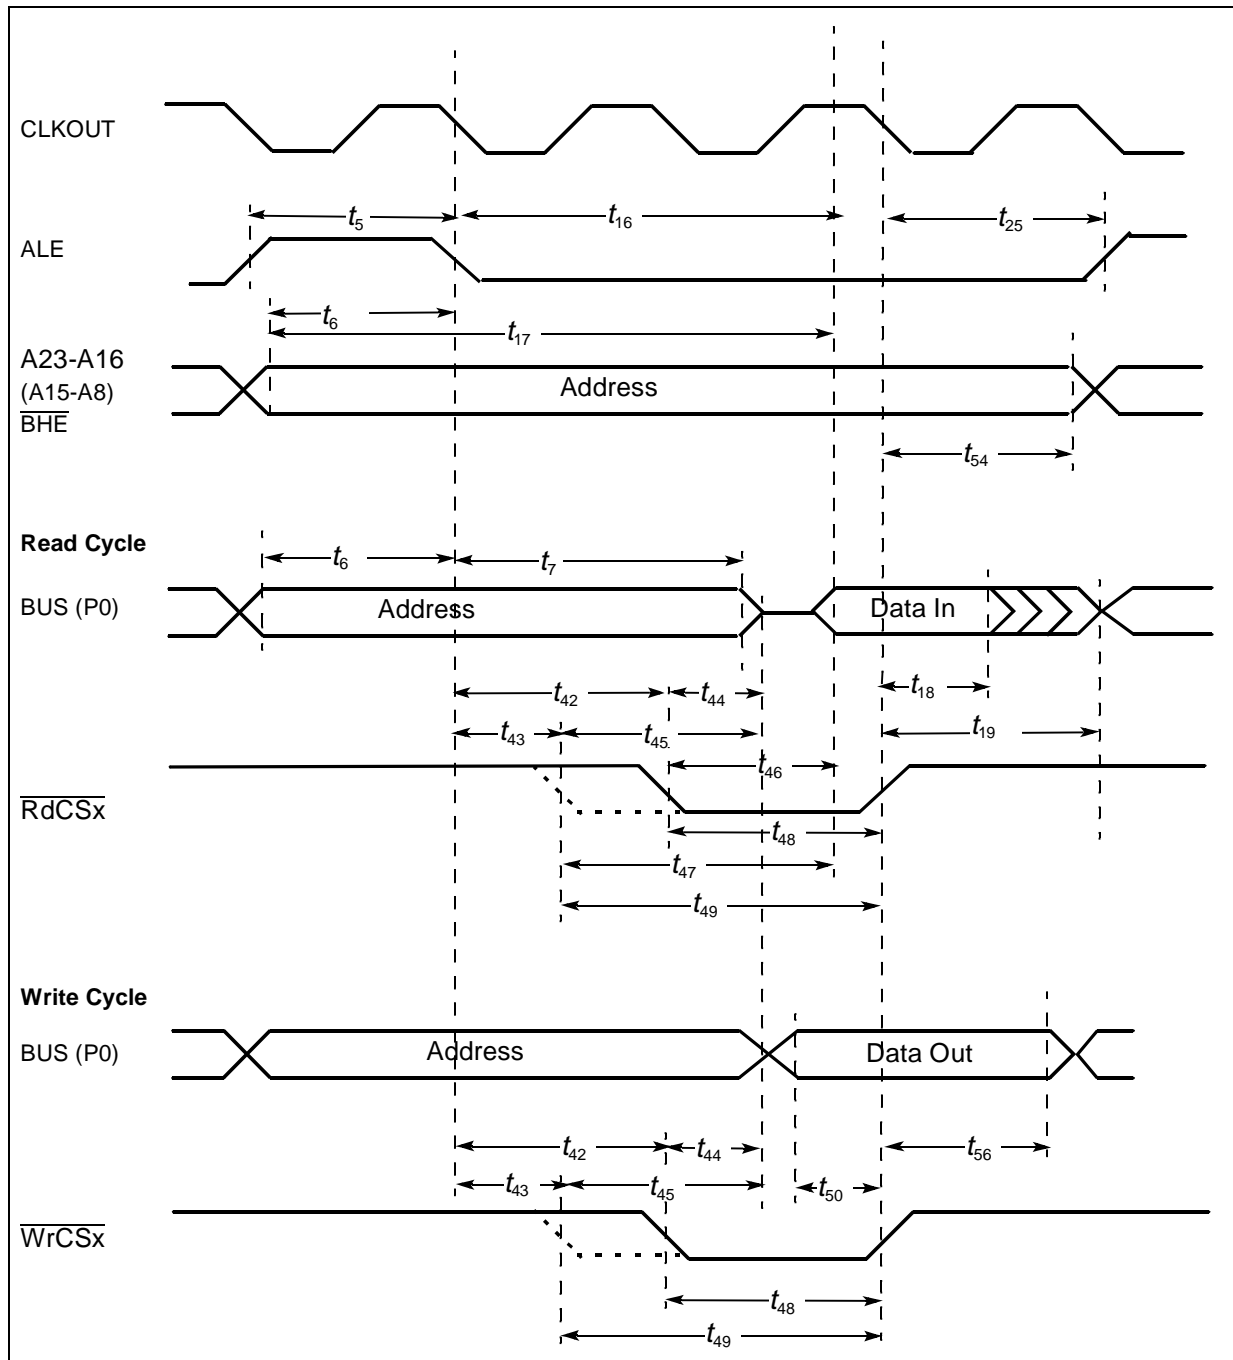 CLKOUT
t5
t16
t25
ALE
t6
t17
A23-A16
(A15-A8)
BHE
Address
t54
Read Cycle
t6
t7
BUS (P0)
Address
Data In
t42
t44
t18
t43
t45
t19
t46
RdCSx
t48
t47
t49
Write Cycle
BUS (P0)
Address
Data Out
t42
t44
t56
t43
t45
t50
WrCSx
t48
t49